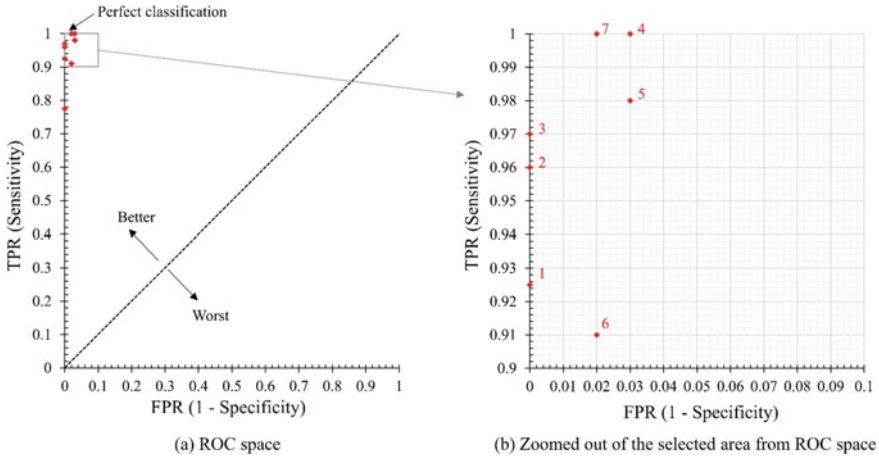 Perfect classification
1
0.9
0.8
0.7
0.6
0.5
0.4
0.3
0.2
0.1
0
TPR (Sensitivity)
Better
Worst
0 0.1 0.2 0.3 0.4 0.5 0.6 0.7 0.8 0.9 1
FPR (1 - Specificity)
(a) ROC space
1
0.99
0.98
0.97
0.96
0.95
0.94
0.93
0.92
0.91
0.9
TPR (Sensitivity)
7 4
5
3
2
1
6
0 0.01 0.02 0.03 0.04 0.05 0.06 0.07 0.08 0.09 0.1
FPR (1 - Specificity)
(b) Zoomed out of the selected area from ROC space